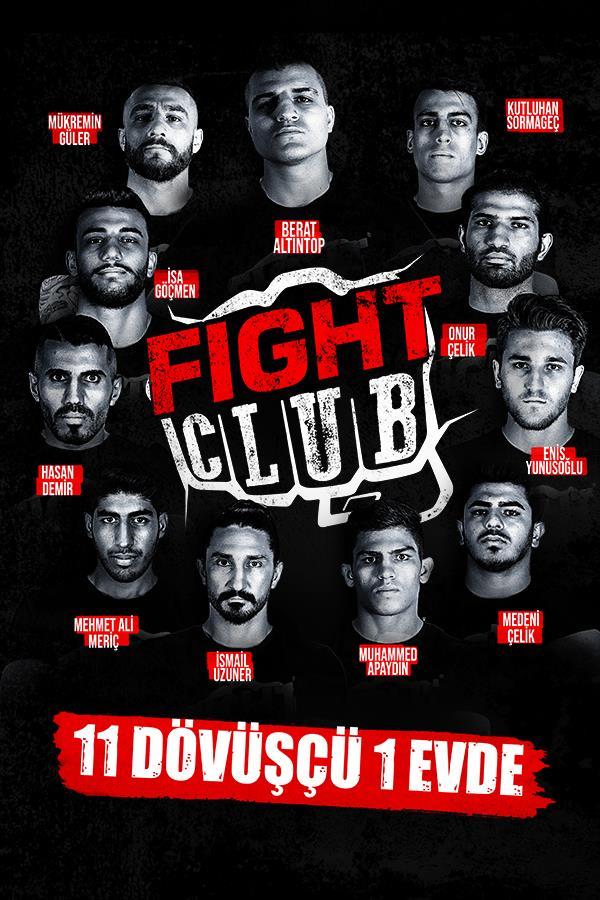 MÜKREMİN
GÜLER
KUTLUHAN
SORMAGEÇ
BERAT
ALTINTOP
İSA
GÖÇMEN
FIGHT
CLUB
ONUR
ÇELİK
HASAN
DEMİR
ENİS
YUNUSOĞLU
MEHMET ALİ
MERİÇ
İSMAİL
UZUNER
MUHAMMED
APAYDIN
MEDENİ
ÇELİK
11 DÖVÜŞÇÜ 1 EVDE